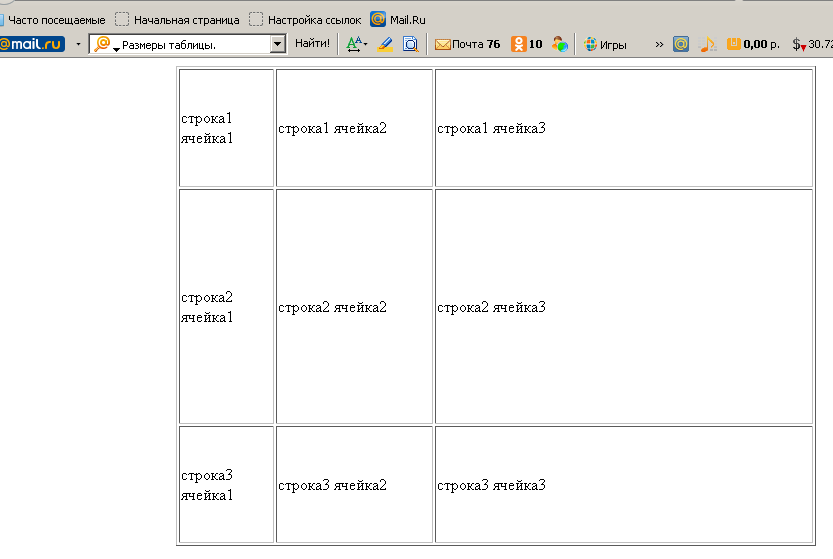 Часто посещаемые Начальная страница Настройка ссылок Mail.Ru
@mail.ru Размеры таблицы. Найти! Почта 76 10 Игры » 0,00 р. $ 30.72
строка1 ячейка1
строка1 ячейка2
строка1 ячейка3
строка2 ячейка1
строка2 ячейка2
строка2 ячейка3
строка3 ячейка1
строка3 ячейка2
строка3 ячейка3